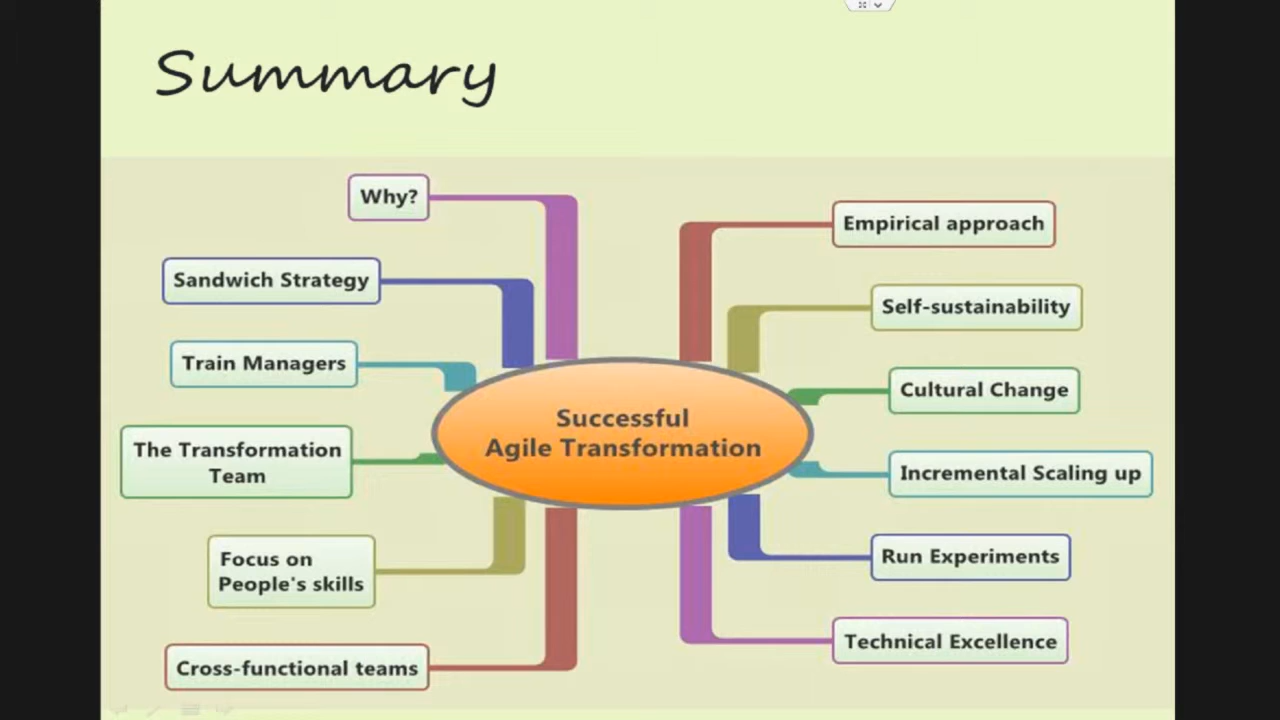 Summary
Why?
Sandwich Strategy
Train Managers
The Transformation
Team
Focus on
People's skills
Cross-functional teams
Successful
Agile Transformation
Empirical approach
Self-sustainability
Cultural Change
Incremental Scaling up
Run Experiments
Technical Excellence